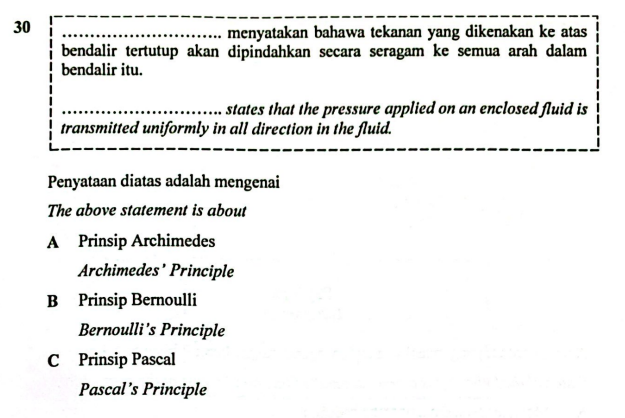 30
............................. menyatakan bahawa tekanan yang dikenakan ke atas
bendalir tertutup akan dipindahkan secara seragam ke semua arah dalam
bendalir itu.
............................. states that the pressure applied on an enclosed fluid is
transmitted uniformly in all direction in the fluid.
Penyataan diatas adalah mengenai
The above statement is about
A Prinsip Archimedes
Archimedes' Principle
B Prinsip Bernoulli
Bernoulli's Principle
C Prinsip Pascal
Pascal's Principle